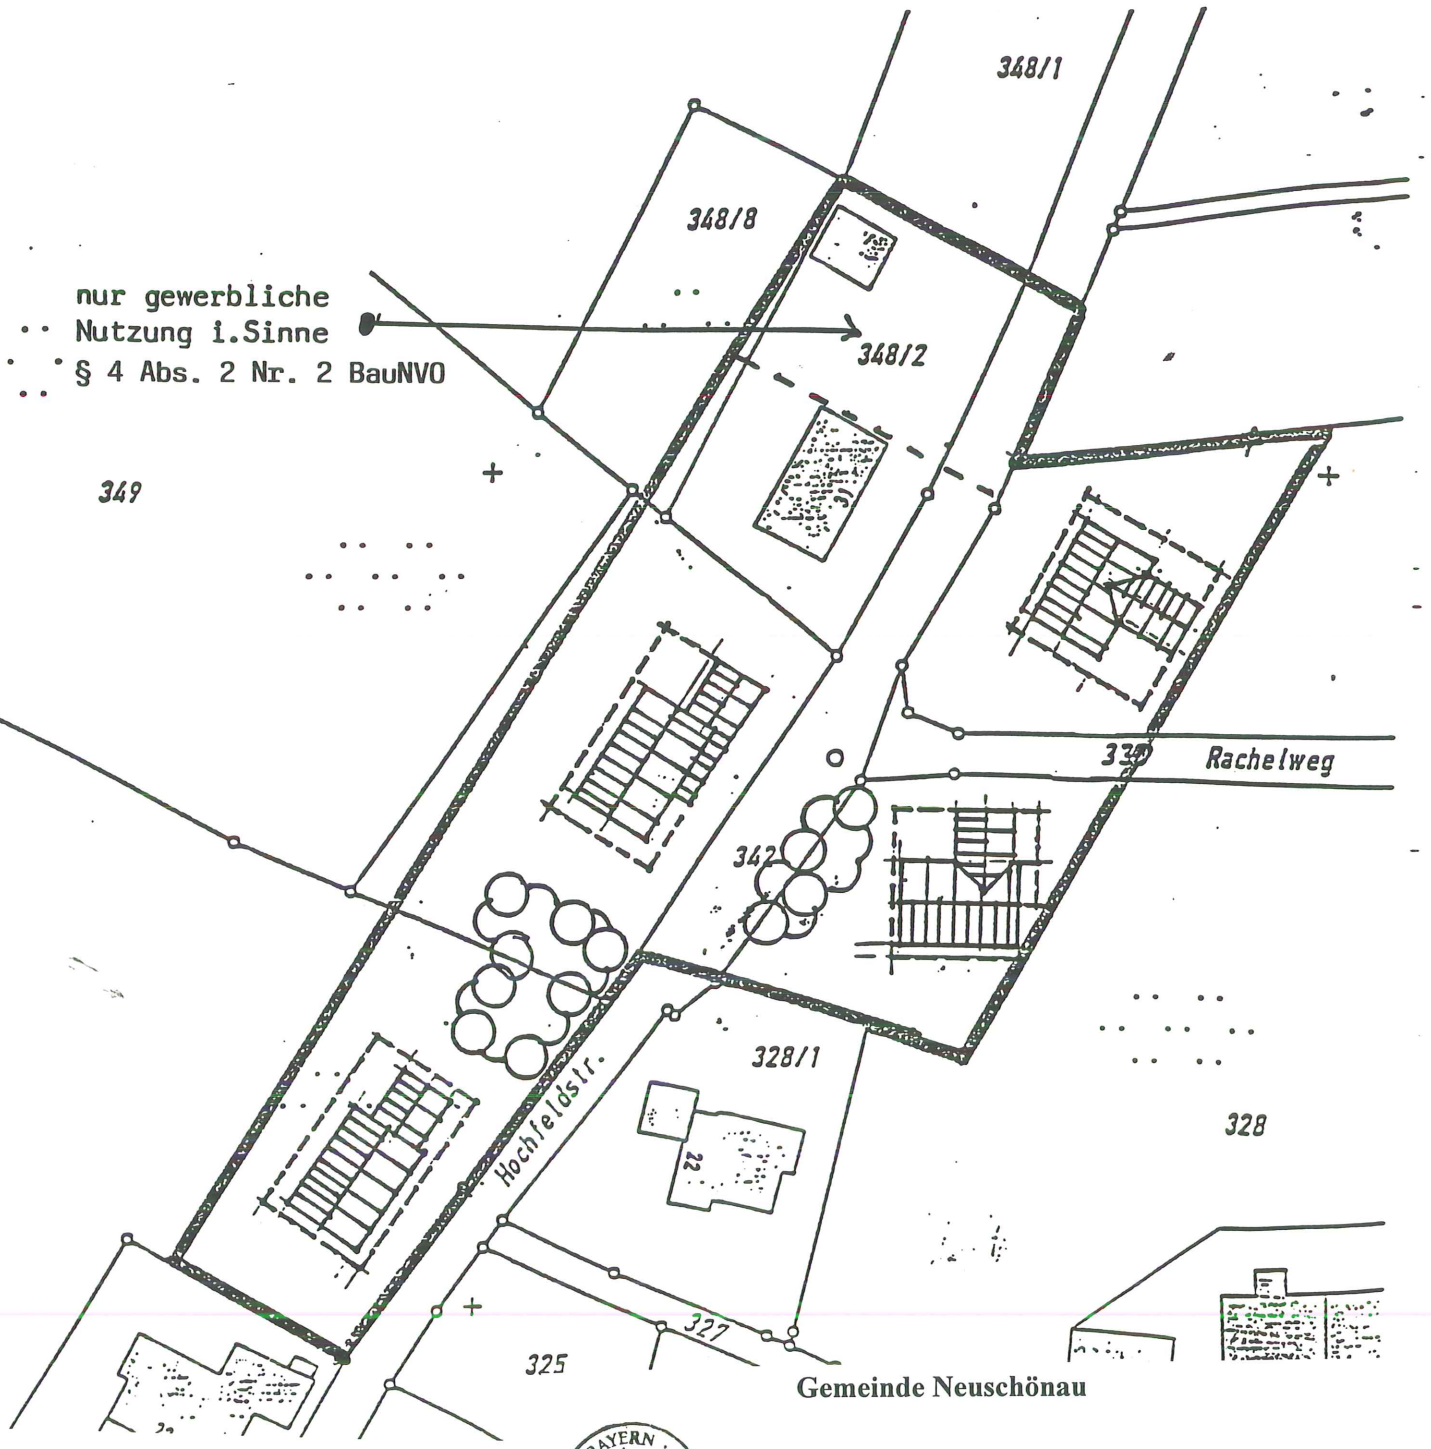 348/1
348/8
nur gewerbliche
Nutzung i.Sinne
§ 4 Abs. 2 Nr. 2 BauNVO
348/2
349
Rachelweg
342
328/1
Hochfeldstr.
22
328
327
325
Gemeinde Neuschönau
BAYERN